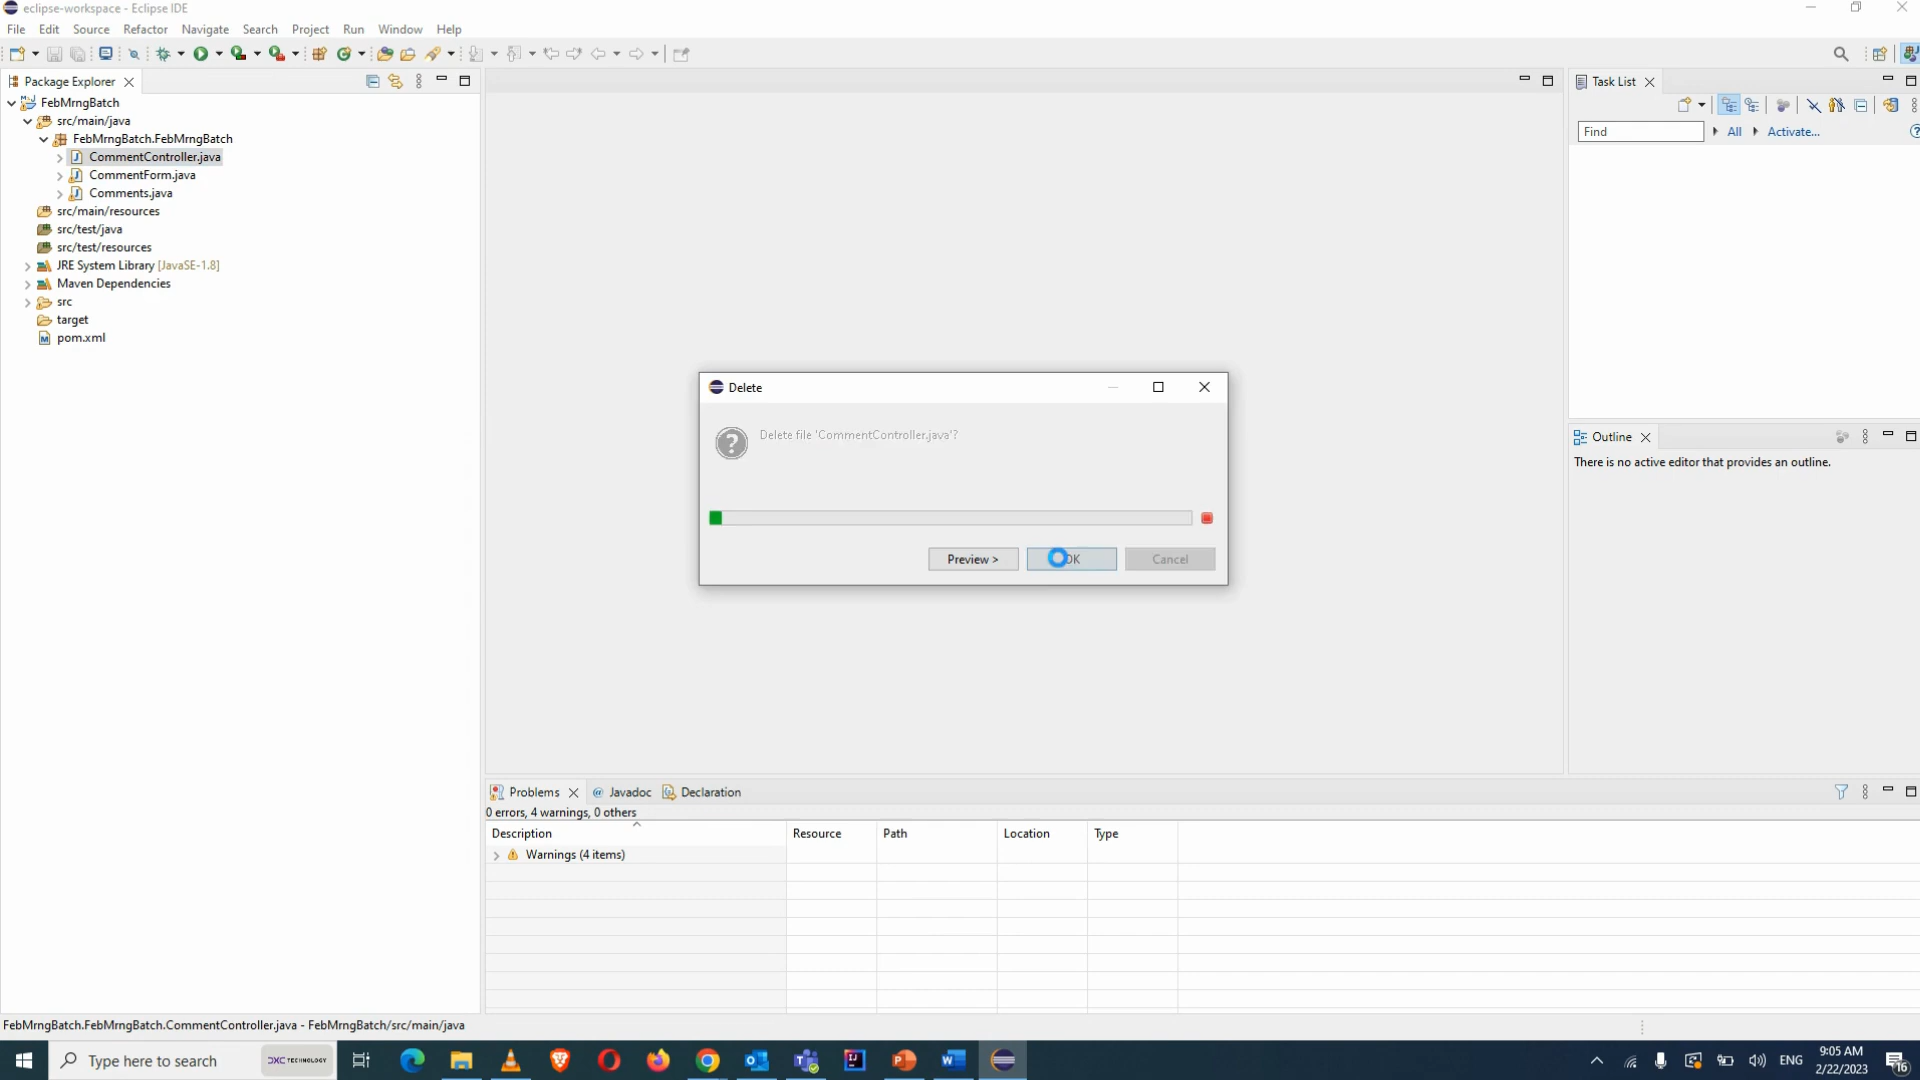 eclipse-workspace - Eclipse IDE
File Edit Source Refactor Navigate Search Project Run Window Help
Package Explorer
FebMrngBatch
src/main/java
FebMrngBatch.FebMrngBatch
CommentController.java
CommentForm.java
Comments.java
src/main/resources
src/test/java
src/test/resources
JRE System Library [JavaSE-1.8]
Maven Dependencies
src
target
pom.xml
Task List
Find All Activate...
Outline
There is no active editor that provides an outline.
Delete
Delete file 'CommentController.java'?
Preview > OK Cancel
Problems @ Javadoc Declaration
0 errors, 4 warnings, 0 others
Description Resource Path Location Type
Warnings (4 items)
FebMrngBatch.FebMrngBatch.CommentController.java - FebMrngBatch/src/main/java
Type here to search DXC TECHNOLOGY
ENG
9:05 AM
2/22/2023
16